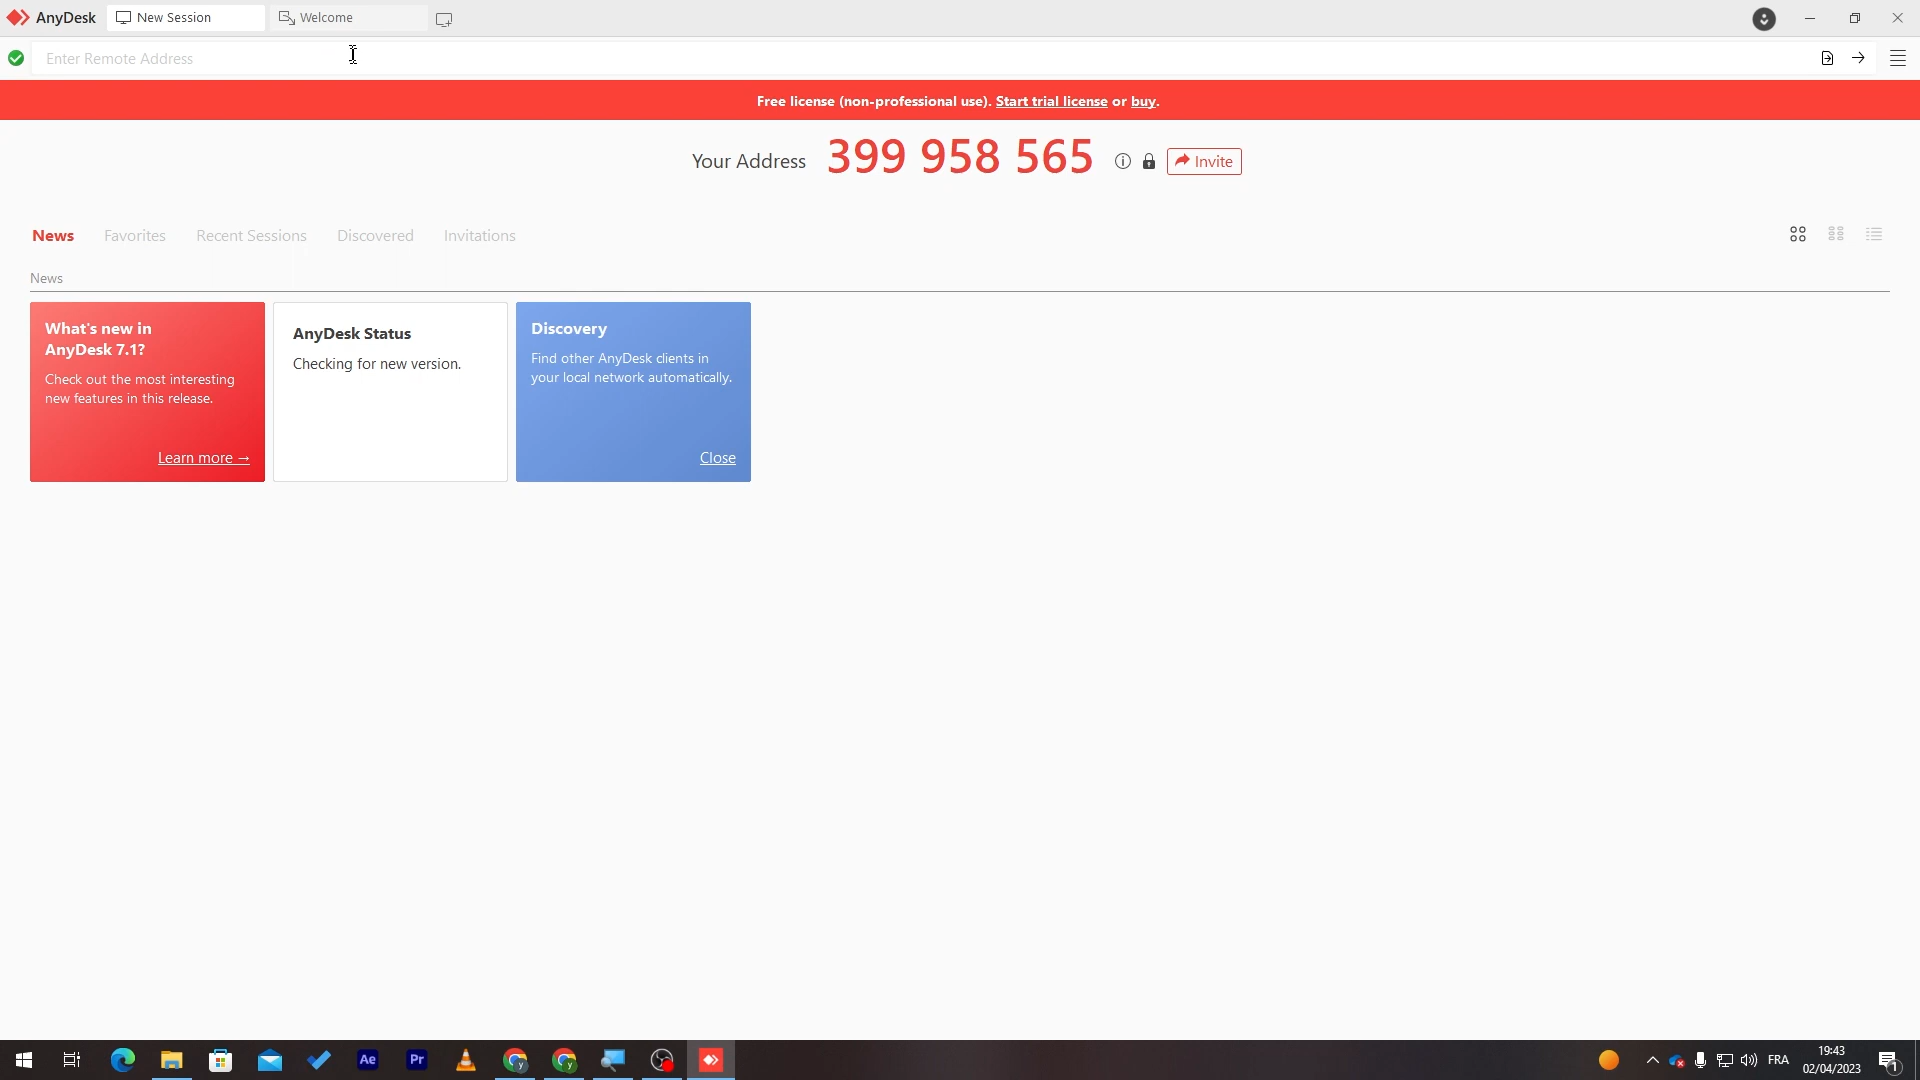 AnyDesk New Session Welcome
Enter Remote Address
Free license (non-professional use). Start trial license or buy.
Your Address 399 958 565 Invite
News Favorites Recent Sessions Discovered Invitations
News
What's new in
AnyDesk 7.1?
Check out the most interesting
new features in this release.
Learn more →
AnyDesk Status
Checking for new version.
Discovery
Find other AnyDesk clients in
your local network automatically.
Close
Ae Pr FRA
19:43
02/04/2023
1